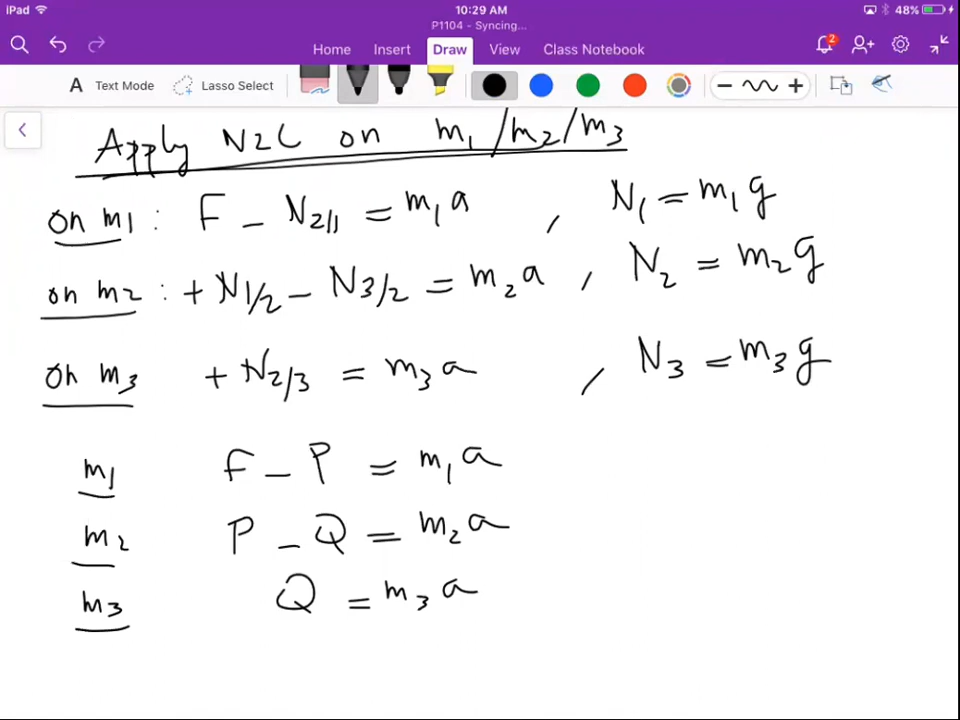 iPad 10:29 AM 48%
P1104 - Syncing...
Home Insert Draw View Class Notebook 2
A Text Mode Lasso Select
Apply N2L on m1/m2/m3
on m1 : F - N2/1 = m1a , N1 = m1g
on m2 : + N1/2 - N3/2 = m2a , N2 = m2g
on m3 + N2/3 = m3a , N3 = m3g
m1 F - P = m1a
m2 P - Q = m2a
m3 Q = m3a